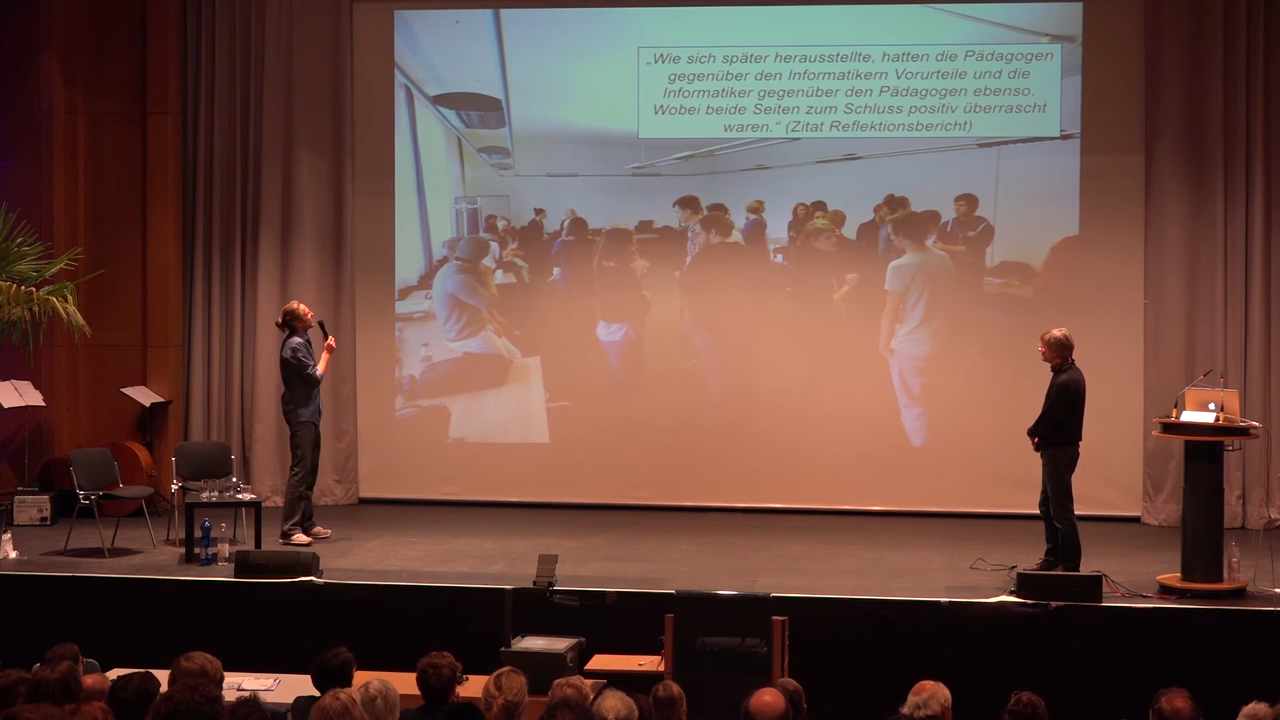 „Wie sich später herausstellte, hatten die Pädagogen
gegenüber den Informatikern Vorurteile und die
Informatiker gegenüber den Pädagogen ebenso.
Wobei beide Seiten zum Schluss positiv überrascht
waren.“ (Zitat Reflektionsbericht)